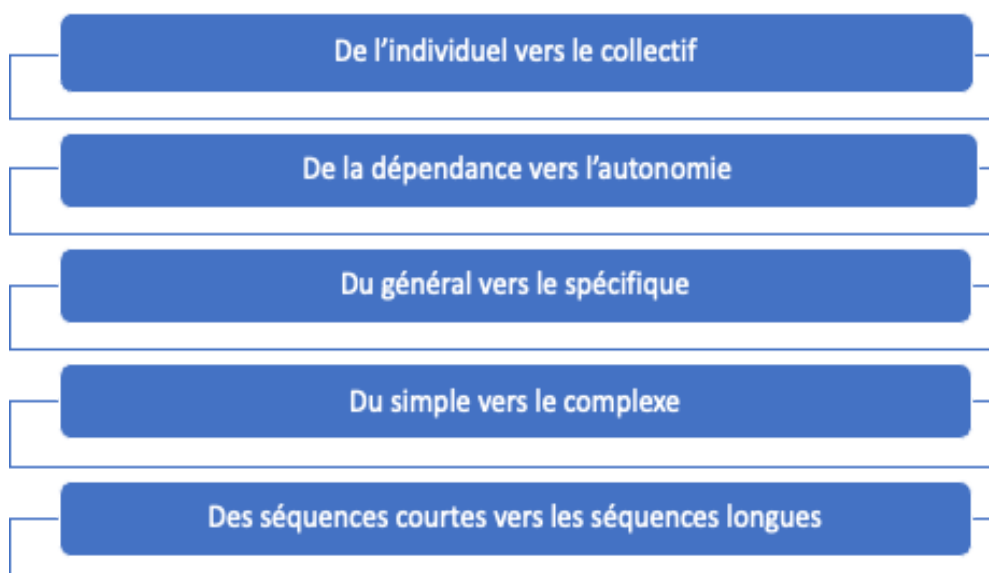 De l’individuel vers le collectif
De la dépendance vers l’autonomie
Du général vers le spécifique
Du simple vers le complexe
Des séquences courtes vers les séquences longues